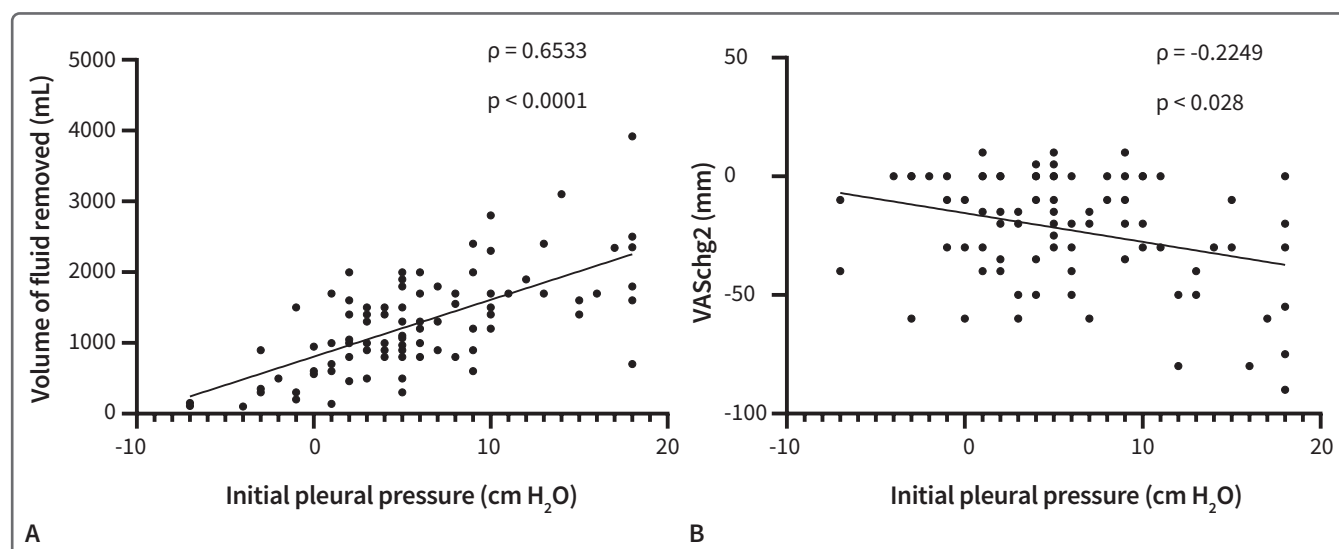 ρ = 0.6533
p < 0.0001
Volume of fluid removed (mL)
5000
4000
3000
2000
1000
0
-10 0 10 20
Initial pleural pressure (cm H₂O)
A
ρ = -0.2249
p < 0.028
VASchg2 (mm)
50
0
-50
-100
-10 0 10 20
Initial pleural pressure (cm H₂O)
B